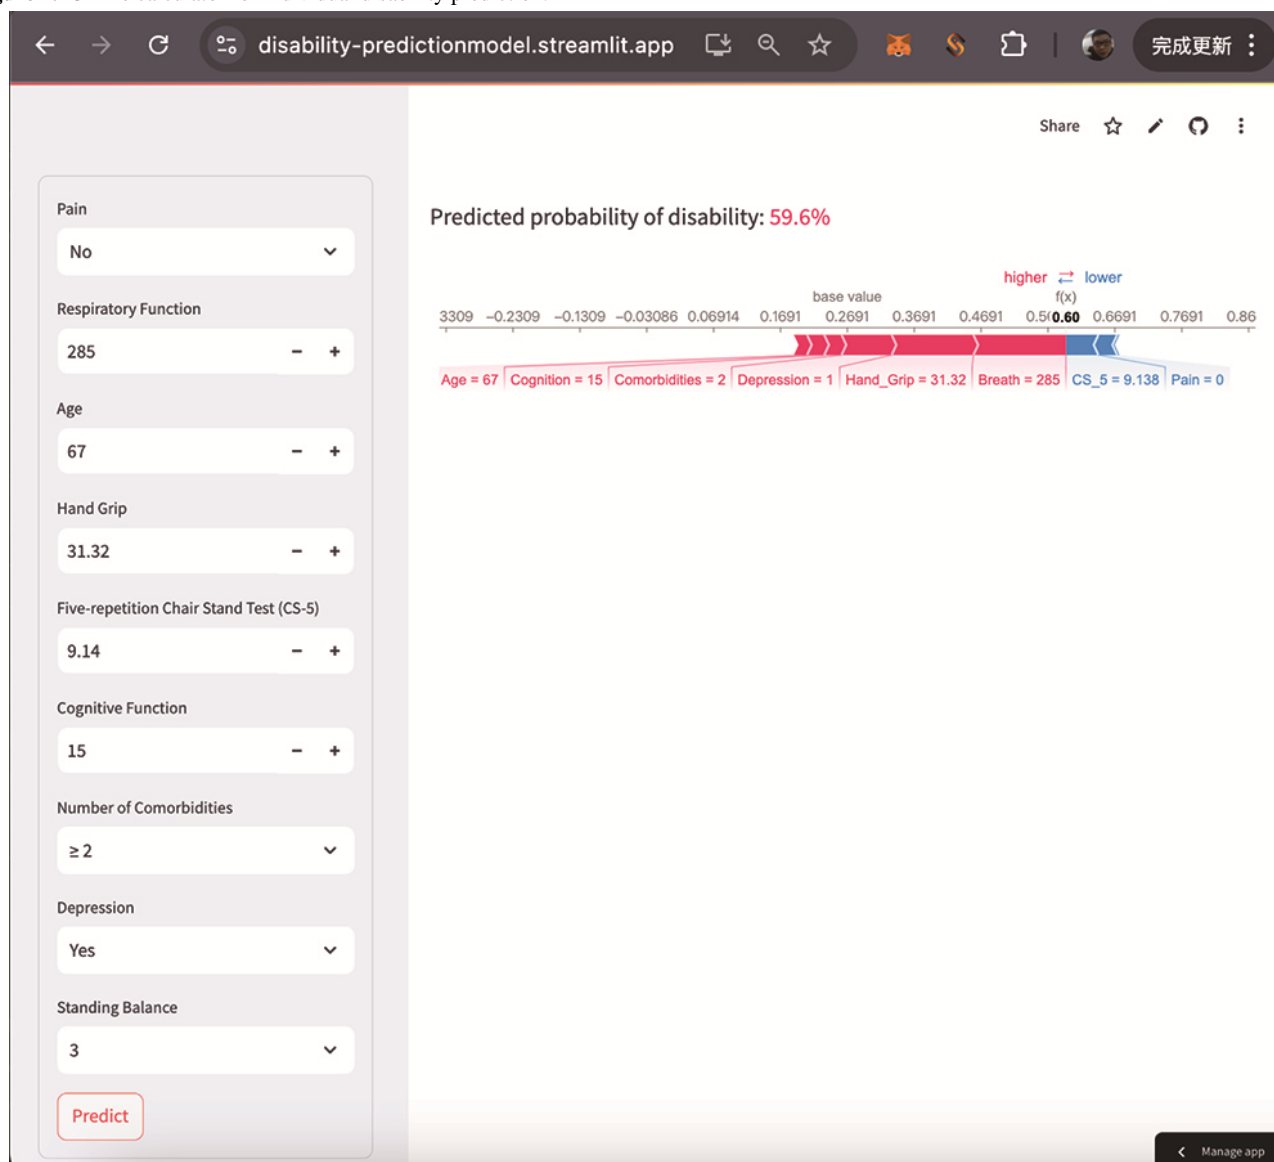 disability-predictionmodel.streamlit.app
完成更新
Share
Pain
No
Respiratory Function
285
Age
67
Hand Grip
31.32
Five-repetition Chair Stand Test (CS-5)
9.14
Cognitive Function
15
Number of Comorbidities
≥ 2
Depression
Yes
Standing Balance
3
Predict
Predicted probability of disability: 59.6%
higher lower
base value f(x)
3309 −0.2309 −0.1309 −0.03086 0.06914 0.1691 0.2691 0.3691 0.4691 0.60 0.6691 0.7691 0.86
Age = 67 Cognition = 15 Comorbidities = 2 Depression = 1 Hand_Grip = 31.32 Breath = 285 CS_5 = 9.138 Pain = 0
Manage app